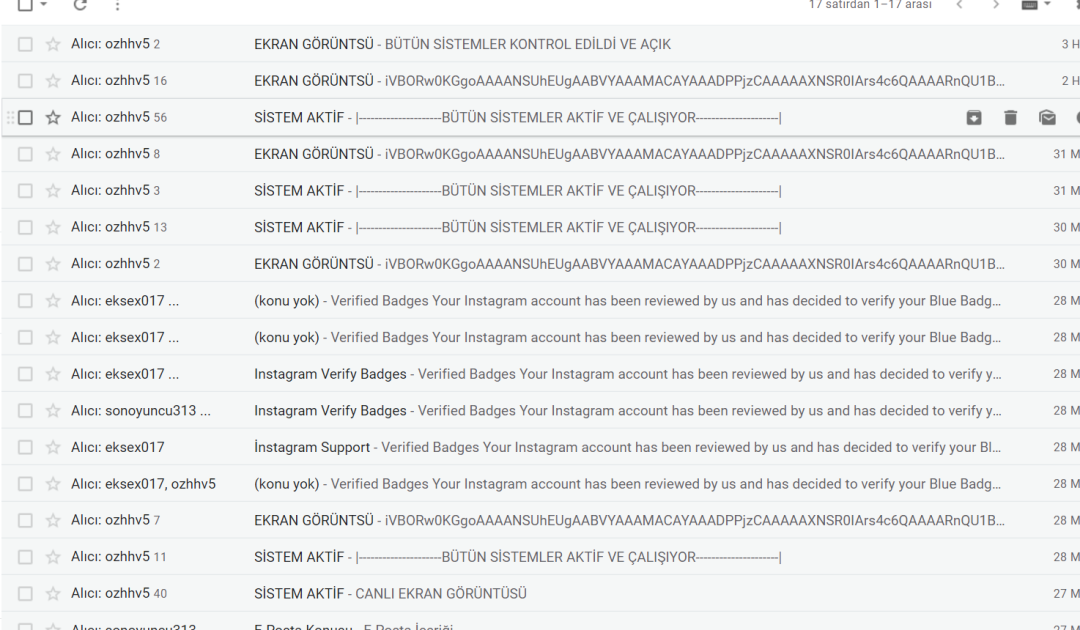 17 satırdan 1–17 arası
Alıcı: ozhhv5 2 EKRAN GÖRÜNTSÜ - BÜTÜN SİSTEMLER KONTROL EDİLDİ VE AÇIK 3 H
Alıcı: ozhhv5 16 EKRAN GÖRÜNTSÜ - iVBORw0KGgoAAAANSUhEUgAABVYAAAMACAYAAADPPjzCAAAAAXNSR0IArs4c6QAAAARnQU1B... 2 H
Alıcı: ozhhv5 56 SİSTEM AKTİF - |---------------------BÜTÜN SİSTEMLER AKTİF VE ÇALIŞIYOR---------------------|
Alıcı: ozhhv5 8 EKRAN GÖRÜNTSÜ - iVBORw0KGgoAAAANSUhEUgAABVYAAAMACAYAAADPPjzCAAAAAXNSR0IArs4c6QAAAARnQU1B... 31 M
Alıcı: ozhhv5 3 SİSTEM AKTİF - |---------------------BÜTÜN SİSTEMLER AKTİF VE ÇALIŞIYOR---------------------| 31 M
Alıcı: ozhhv5 13 SİSTEM AKTİF - |---------------------BÜTÜN SİSTEMLER AKTİF VE ÇALIŞIYOR---------------------| 30 M
Alıcı: ozhhv5 2 EKRAN GÖRÜNTSÜ - iVBORw0KGgoAAAANSUhEUgAABVYAAAMACAYAAADPPjzCAAAAAXNSR0IArs4c6QAAAARnQU1B... 30 M
Alıcı: eksex017 ... (konu yok) - Verified Badges Your Instagram account has been reviewed by us and has decided to verify your Blue Badg... 28 M
Alıcı: eksex017 ... (konu yok) - Verified Badges Your Instagram account has been reviewed by us and has decided to verify your Blue Badg... 28 M
Alıcı: eksex017 ... Instagram Verify Badges - Verified Badges Your Instagram account has been reviewed by us and has decided to verify y... 28 M
Alıcı: sonoyuncu313 ... Instagram Verify Badges - Verified Badges Your Instagram account has been reviewed by us and has decided to verify y... 28 M
Alıcı: eksex017 İnstagram Support - Verified Badges Your Instagram account has been reviewed by us and has decided to verify your Bl... 28 M
Alıcı: eksex017, ozhhv5 (konu yok) - Verified Badges Your Instagram account has been reviewed by us and has decided to verify your Blue Badg... 28 M
Alıcı: ozhhv5 7 EKRAN GÖRÜNTSÜ - iVBORw0KGgoAAAANSUhEUgAABVYAAAMACAYAAADPPjzCAAAAAXNSR0IArs4c6QAAAARnQU1B... 28 M
Alıcı: ozhhv5 11 SİSTEM AKTİF - |---------------------BÜTÜN SİSTEMLER AKTİF VE ÇALIŞIYOR---------------------| 28 M
Alıcı: ozhhv5 40 SİSTEM AKTİF - CANLI EKRAN GÖRÜNTÜSÜ 27 M
Alıcı: sonoyuncu313 E-Posta Konusu - E-Posta İçeriği 27 M